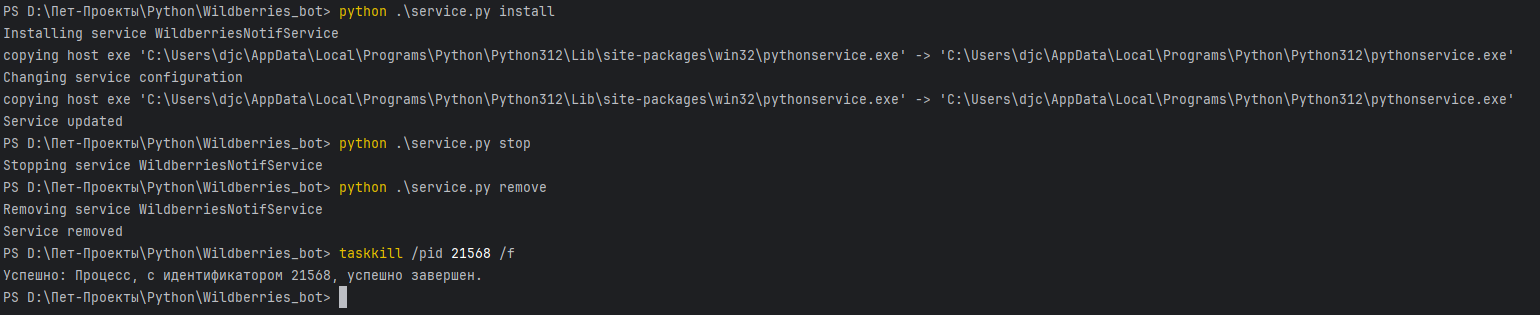 PS D:\Пет-Проекты\Python\Wildberries_bot> python .\service.py install
Installing service WildberriesNotifService
copying host exe 'C:\Users\djc\AppData\Local\Programs\Python\Python312\Lib\site-packages\win32\pythonservice.exe' -> 'C:\Users\djc\AppData\Local\Programs\Python\Python312\pythonservice.exe'
Changing service configuration
copying host exe 'C:\Users\djc\AppData\Local\Programs\Python\Python312\Lib\site-packages\win32\pythonservice.exe' -> 'C:\Users\djc\AppData\Local\Programs\Python\Python312\pythonservice.exe'
Service updated
PS D:\Пет-Проекты\Python\Wildberries_bot> python .\service.py stop
Stopping service WildberriesNotifService
PS D:\Пет-Проекты\Python\Wildberries_bot> python .\service.py remove
Removing service WildberriesNotifService
Service removed
PS D:\Пет-Проекты\Python\Wildberries_bot> taskkill /pid 21568 /f
Успешно: Процесс, с идентификатором 21568, успешно завершен.
PS D:\Пет-Проекты\Python\Wildberries_bot>